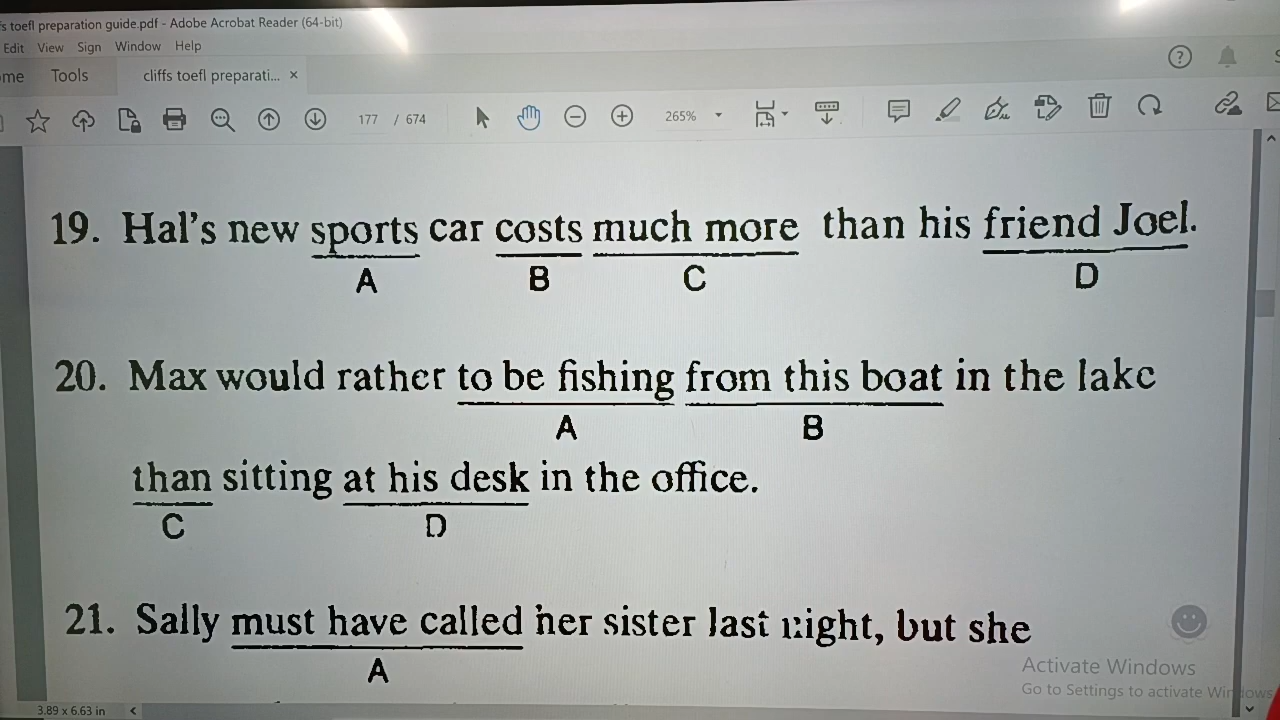 s toefl preparation guide.pdf - Adobe Acrobat Reader (64-bit)
Edit View Sign Window Help
me Tools cliffs toefl preparati... ×
177 / 674 265%
19. Hal's new sports car costs much more than his friend Joel.
A B C D
20. Max would rather to be fishing from this boat in the lake
A B
than sitting at his desk in the office.
C D
21. Sally must have called her sister last night, but she
A
Activate Windows
Go to Settings to activate Windows
3.89 x 6.63 in